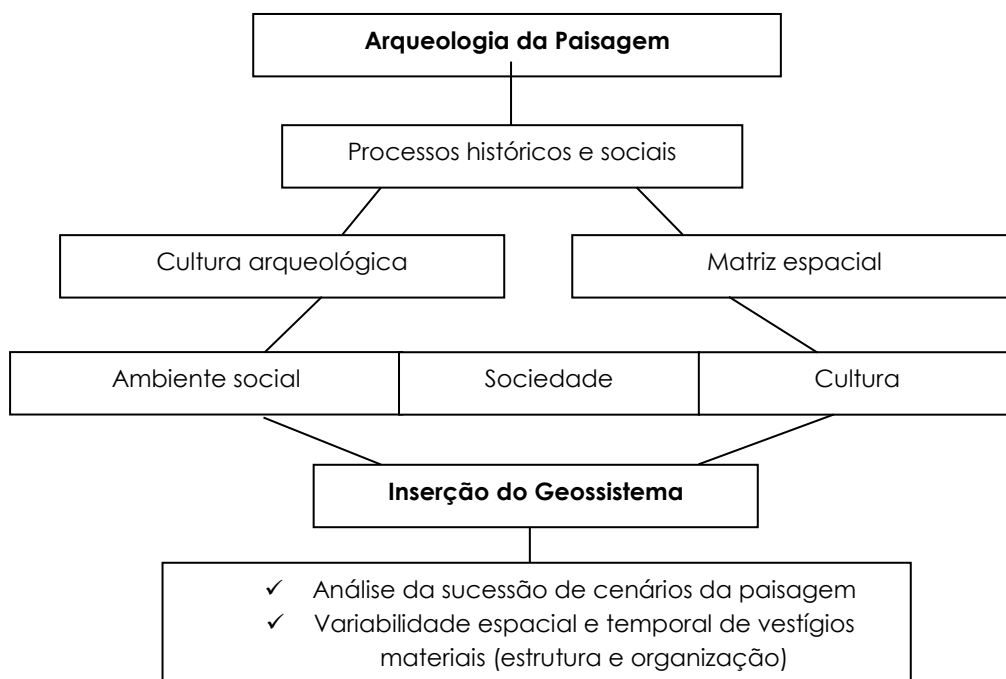 Arqueologia da Paisagem
Processos históricos e sociais
Cultura arqueológica
Matriz espacial
Ambiente social
Sociedade
Cultura
Inserção do Geossistema
✓ Análise da sucessão de cenários da paisagem
✓ Variabilidade espacial e temporal de vestígios
materiais (estrutura e organização)